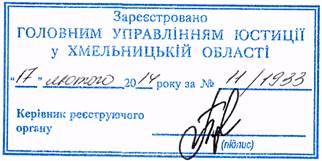 Зареєстровано
ГОЛОВНИМ УПРАВЛІННЯМ ЮСТИЦІЇ
у ХМЕЛЬНИЦЬКІЙ ОБЛАСТІ
"17" лютого 2014 року за № 11/1933
Керівник реєструючого
органу
(підпис)